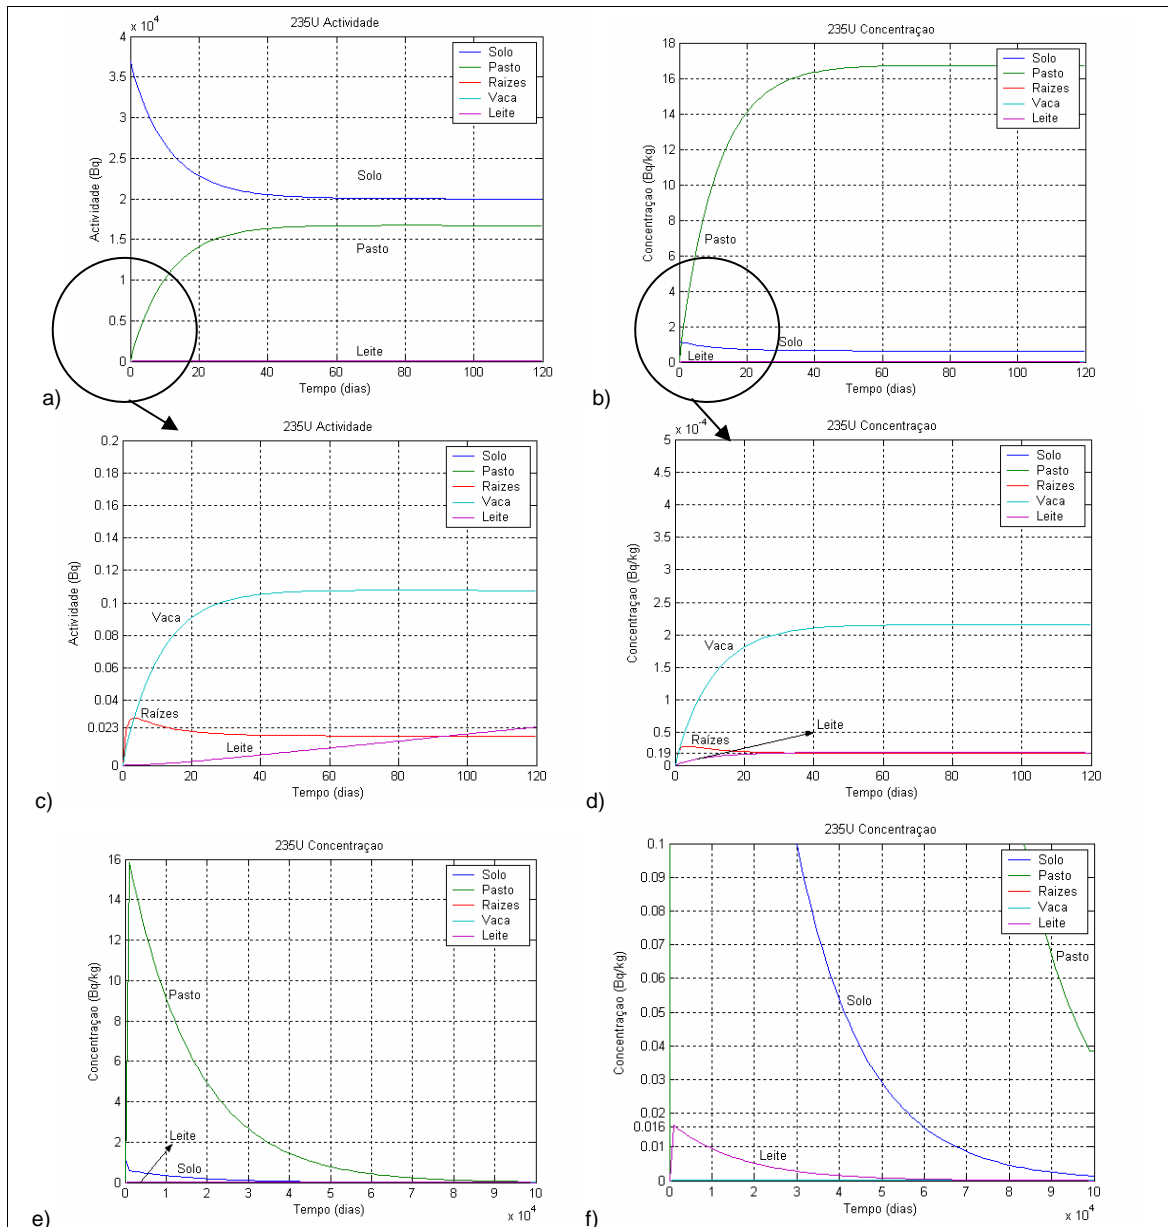 235U Actividade
x 10^4
Actividade (Bq)
4
3.5
3
2.5
2
1.5
1
0.5
0
Solo
Pasto
Raizes
Vaca
Leite
Solo
Pasto
Leite
0 20 40 60 80 100 120
Tempo (dias)
a)
235U Concentraçao
Concentraçao (Bq/kg)
18
16
14
12
10
8
6
4
2
0
Solo
Pasto
Raizes
Vaca
Leite
Pasto
Solo
Leite
0 20 40 60 80 100 120
Tempo (dias)
b)
235U Actividade
Actividade (Bq)
0.2
0.18
0.16
0.14
0.12
0.1
0.08
0.06
0.04
0.023
0
Solo
Pasto
Raizes
Vaca
Leite
Vaca
Raízes
Leite
0 20 40 60 80 100 120
Tempo (dias)
c)
235U Concentraçao
x 10^-4
Concentraçao (Bq/kg)
5
4.5
4
3.5
3
2.5
2
1.5
1
0.5
0.19
0
Solo
Pasto
Raizes
Vaca
Leite
Vaca
Leite
Raízes
0 20 40 60 80 100 120
Tempo (dias)
d)
235U Concentraçao
Concentraçao (Bq/kg)
16
14
12
10
8
6
4
2
0
Solo
Pasto
Raizes
Vaca
Leite
Pasto
Leite
Solo
0 1 2 3 4 5 6 7 8 9 10
Tempo (dias)
x 10^4
e)
235U Concentraçao
Concentraçao (Bq/kg)
0.1
0.09
0.08
0.07
0.06
0.05
0.04
0.03
0.02
0.016
0.01
0
Solo
Pasto
Raizes
Vaca
Leite
Pasto
Solo
Leite
0 1 2 3 4 5 6 7 8 9 10
Tempo (dias)
x 10^4
f)